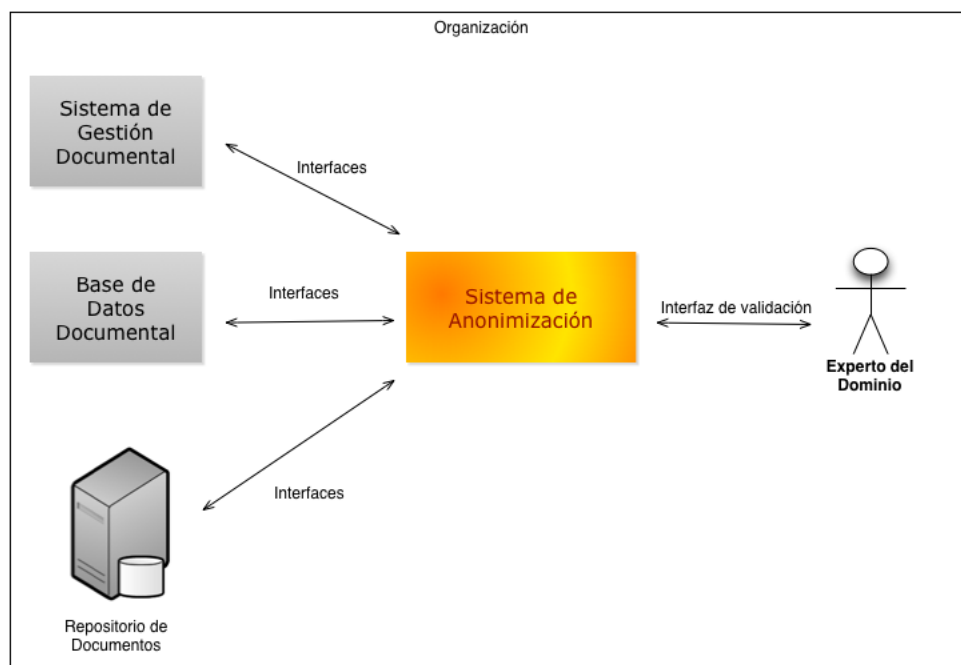 Organización
Sistema de
Gestión
Documental
Interfaces
Base de
Datos
Documental
Interfaces
Sistema de
Anonimización
Interfaz de validación
Experto del
Dominio
Interfaces
Repositorio de
Documentos